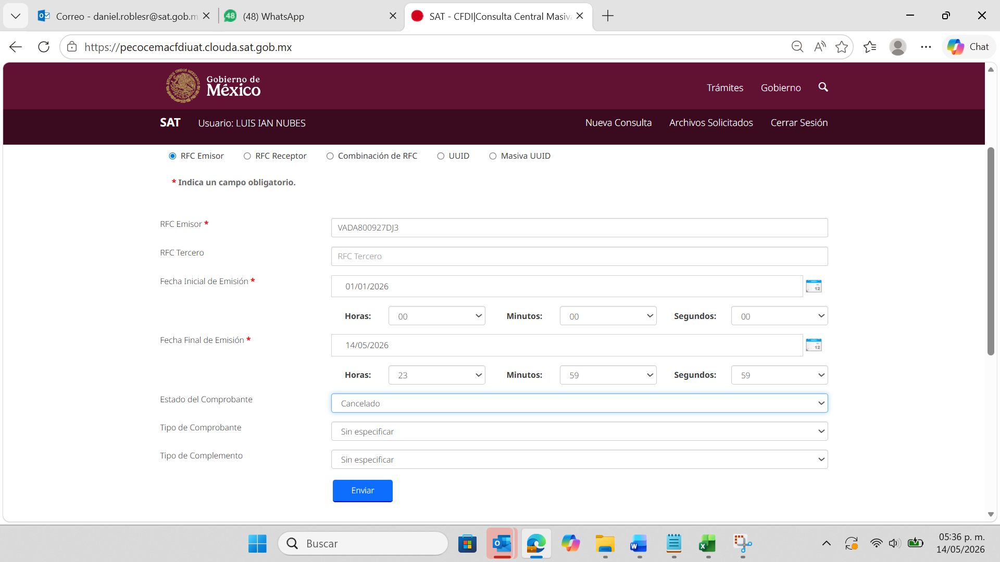 Correo - daniel.roblesr@sat.gob.m
48
(48) WhatsApp
SAT - CFDI|Consulta Central Masiva
https://pecocemacfdiuat.clouda.sat.gob.mx
Chat
Gobierno de
México
Trámites
Gobierno
SAT
Usuario: LUIS IAN NUBES
Nueva Consulta
Archivos Solicitados
Cerrar Sesión
RFC Emisor
RFC Receptor
Combinación de RFC
UUID
Masiva UUID
* Indica un campo obligatorio.
RFC Emisor *
VADA800927DJ3
RFC Tercero
RFC Tercero
Fecha Inicial de Emisión *
01/01/2026
12
Horas:
00
Minutos:
00
Segundos:
00
Fecha Final de Emisión *
14/05/2026
12
Horas:
23
Minutos:
59
Segundos:
59
Estado del Comprobante
Cancelado
Tipo de Comprobante
Sin especificar
Tipo de Complemento
Sin especificar
Enviar
Buscar
05:36 p. m.
14/05/2026